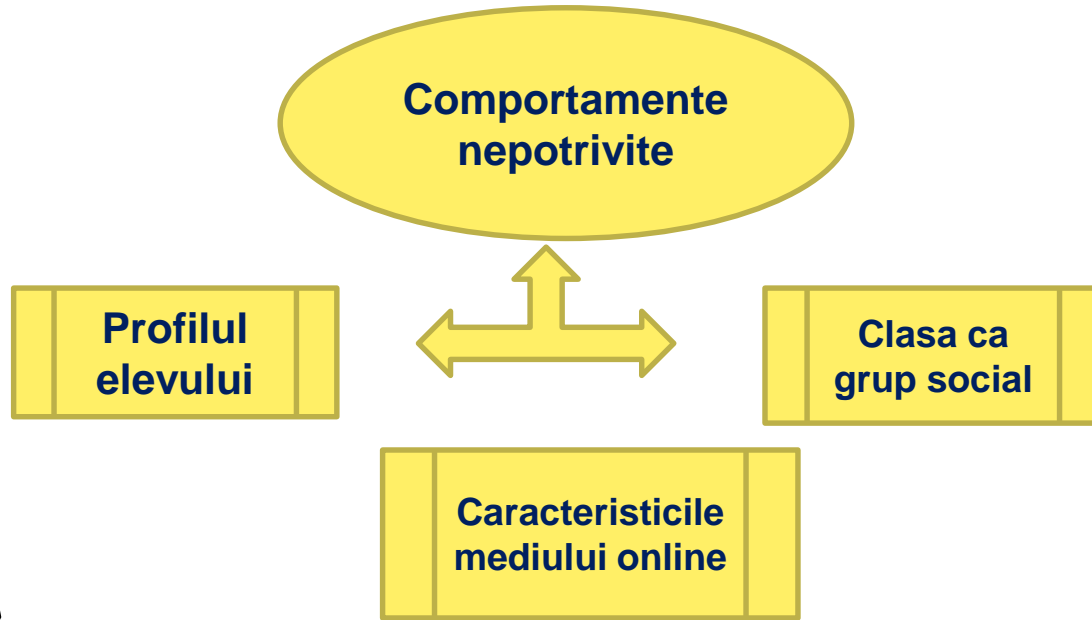 Comportamente
nepotrivite
Profilul
elevului
Clasa ca
grup social
Caracteristicile
mediului online